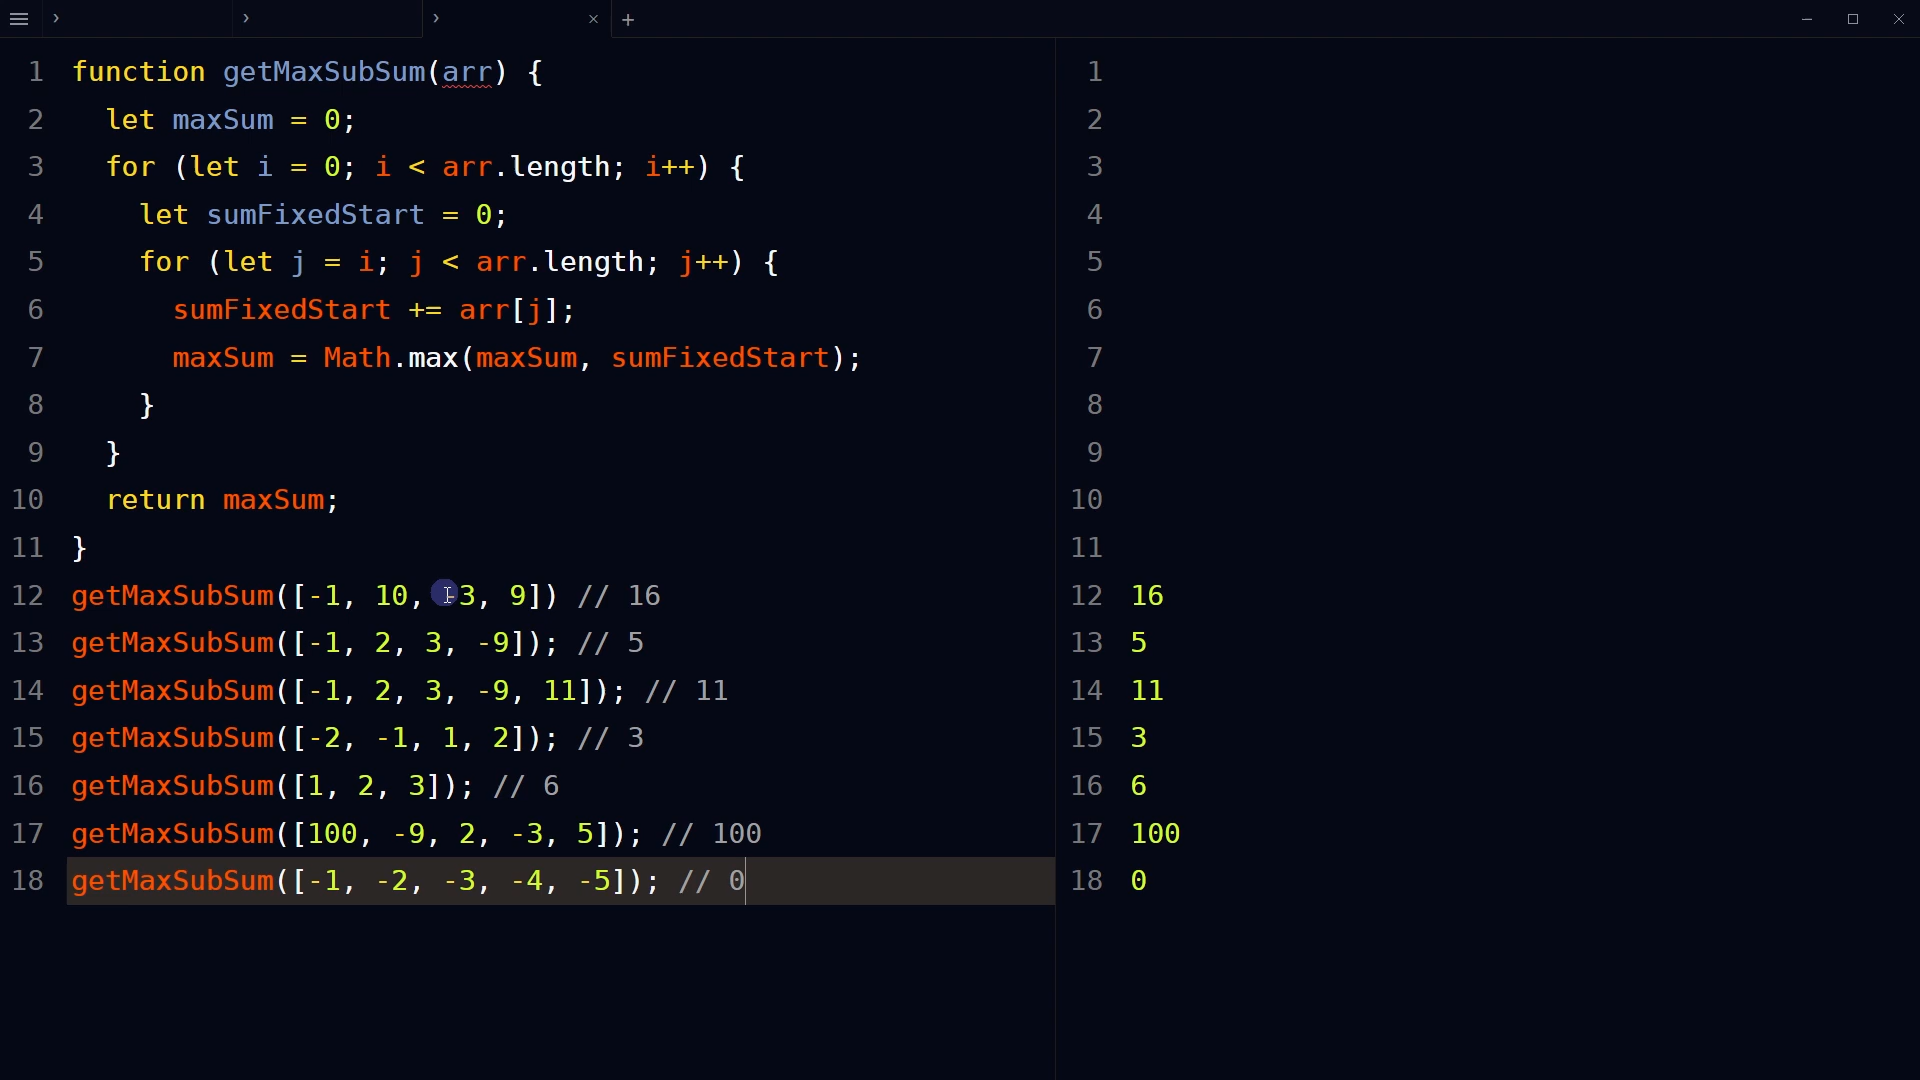 1 function getMaxSubSum(arr) {
2 let maxSum = 0;
3 for (let i = 0; i < arr.length; i++) {
4 let sumFixedStart = 0;
5 for (let j = i; j < arr.length; j++) {
6 sumFixedStart += arr[j];
7 maxSum = Math.max(maxSum, sumFixedStart);
8 }
9 }
10 return maxSum;
11 }
12 getMaxSubSum([-1, 10, -3, 9]) // 16
13 getMaxSubSum([-1, 2, 3, -9]); // 5
14 getMaxSubSum([-1, 2, 3, -9, 11]); // 11
15 getMaxSubSum([-2, -1, 1, 2]); // 3
16 getMaxSubSum([1, 2, 3]); // 6
17 getMaxSubSum([100, -9, 2, -3, 5]); // 100
18 getMaxSubSum([-1, -2, -3, -4, -5]); // 0
1
2
3
4
5
6
7
8
9
10
11
12 16
13 5
14 11
15 3
16 6
17 100
18 0